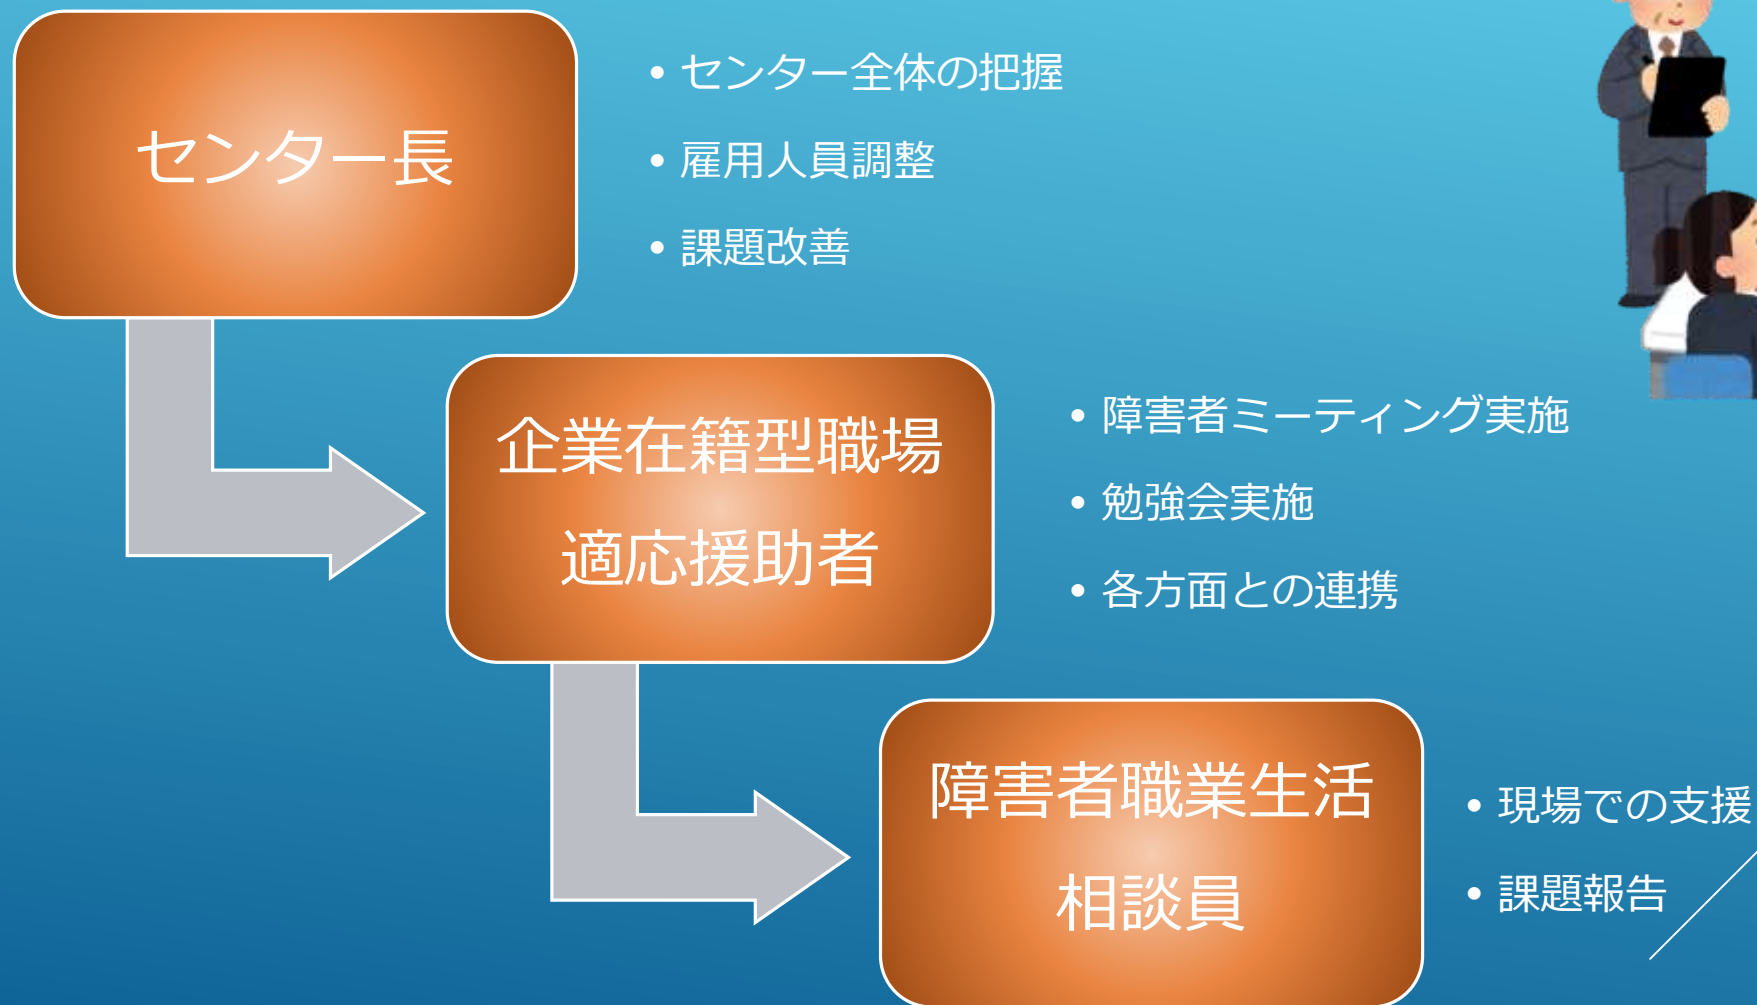 センター長
• センター全体の把握
• 雇用人員調整
• 課題改善
企業在籍型職場
適応援助者
• 障害者ミーティング実施
• 勉強会実施
• 各方面との連携
障害者職業生活
相談員
• 現場での支援
• 課題報告